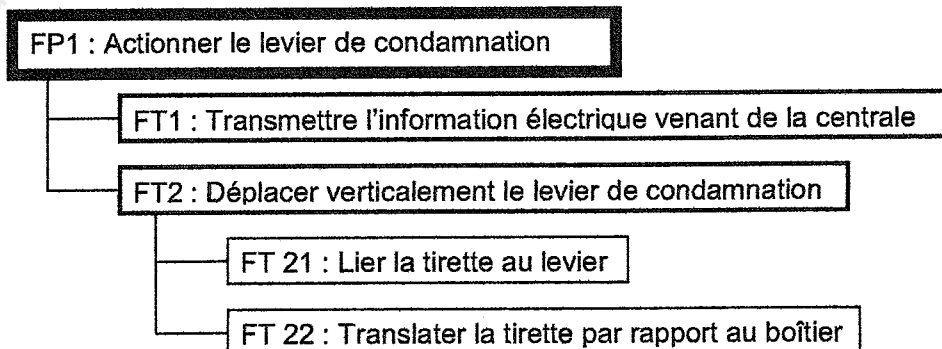 FP1 : Actionner le levier de condamnation
FT1 : Transmettre l'information électrique venant de la centrale
FT2 : Déplacer verticalement le levier de condamnation
FT 21 : Lier la tirette au levier
FT 22 : Translater la tirette par rapport au boîtier